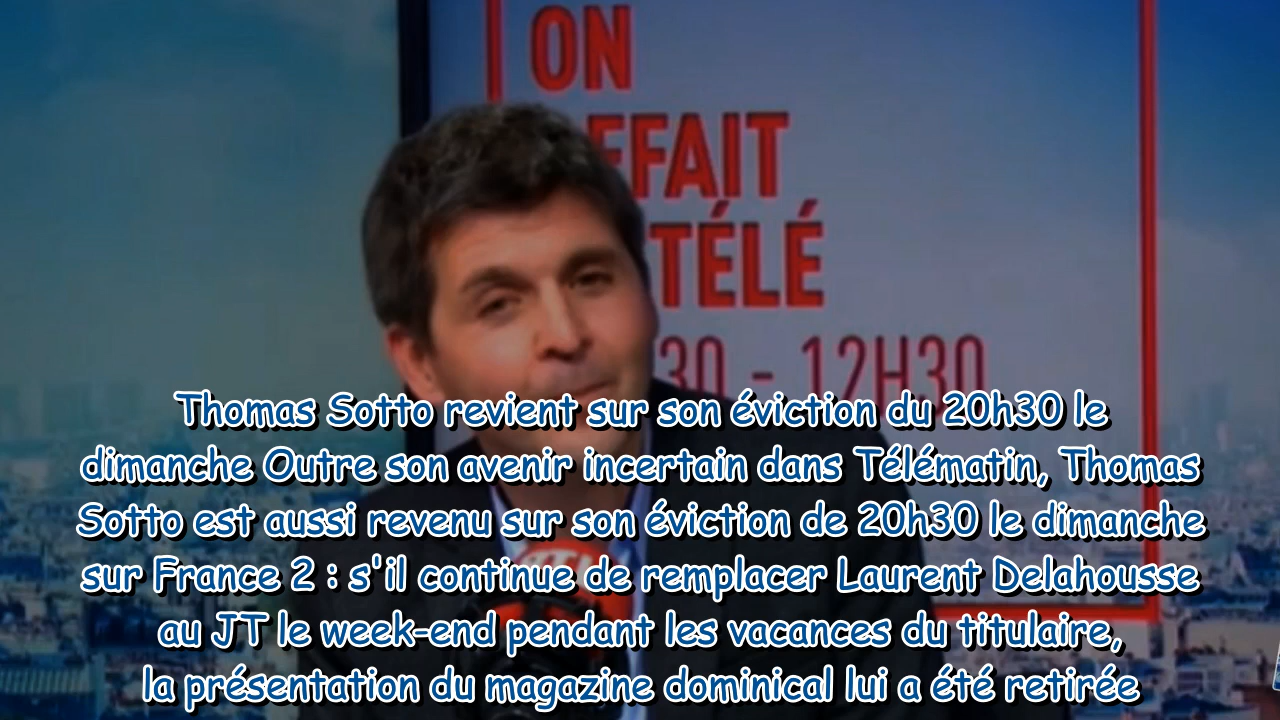 ON
EFAIT
TÉLÉ
30 - 12H30
Thomas Sotto revient sur son éviction du 20h30 le
dimanche Outre son avenir incertain dans Télématin, Thomas
Sotto est aussi revenu sur son éviction de 20h30 le dimanche
sur France 2 : s'il continue de remplacer Laurent Delahousse
au JT le week-end pendant les vacances du titulaire,
la présentation du magazine dominical lui a été retirée